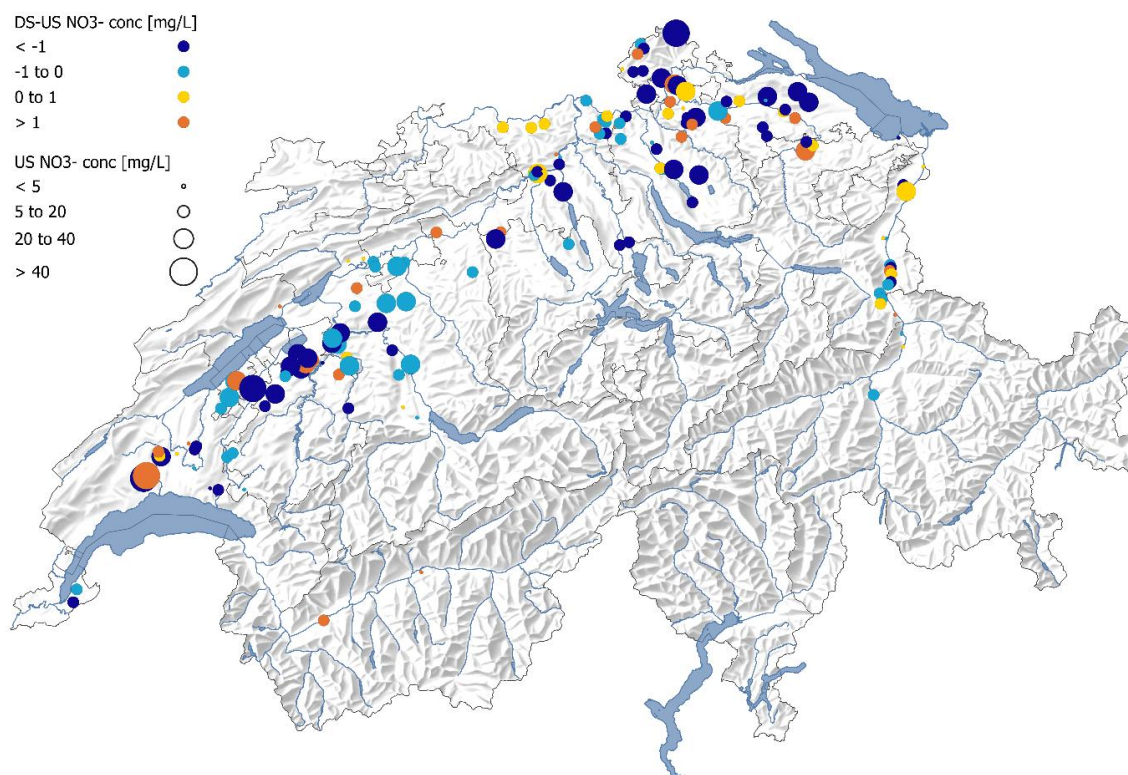 DS-US NO3- conc [mg/L]
< -1
-1 to 0
0 to 1
> 1
US NO3- conc [mg/L]
< 5
5 to 20
20 to 40
> 40